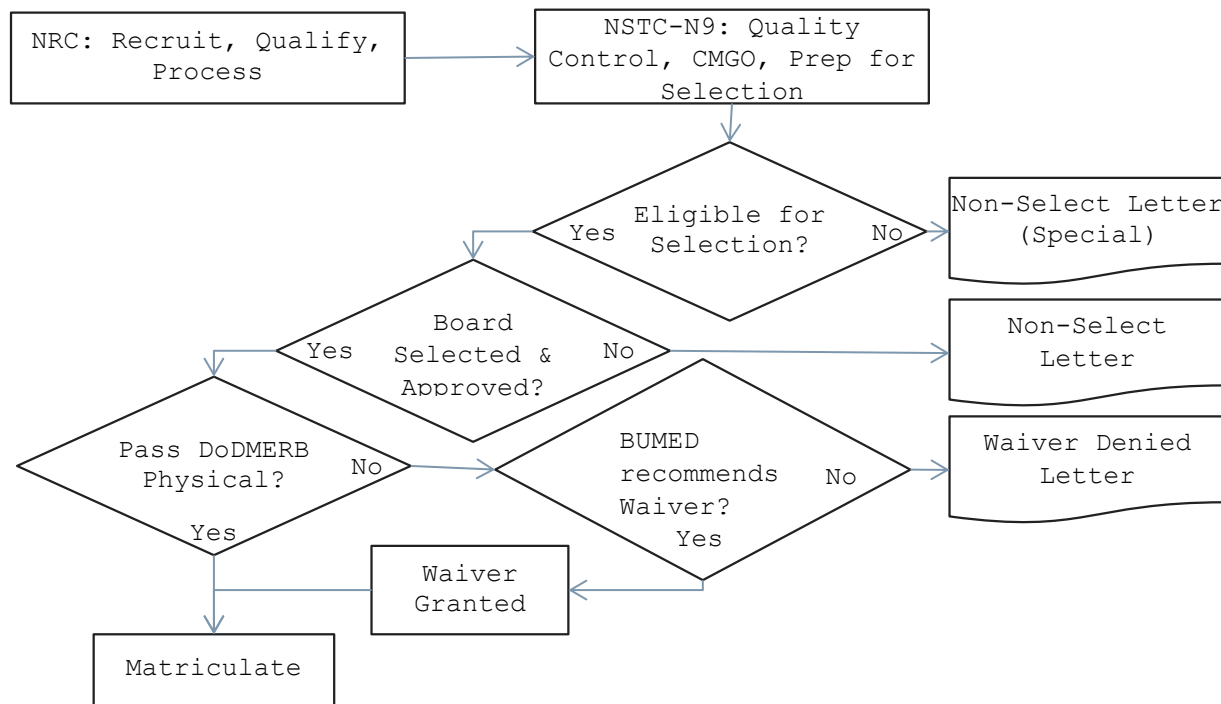 NRC: Recruit, Qualify,
Process
NSTC-N9: Quality
Control, CMGO, Prep for
Selection
Eligible for
Selection?
Yes
No
Non-Select Letter
(Special)
Board
Selected &
Approved?
Yes
No
Non-Select
Letter
Pass DoDMERB
Physical?
No
Yes
BUMED
recommends
Waiver?
No
Yes
Waiver Denied
Letter
Waiver
Granted
Matriculate